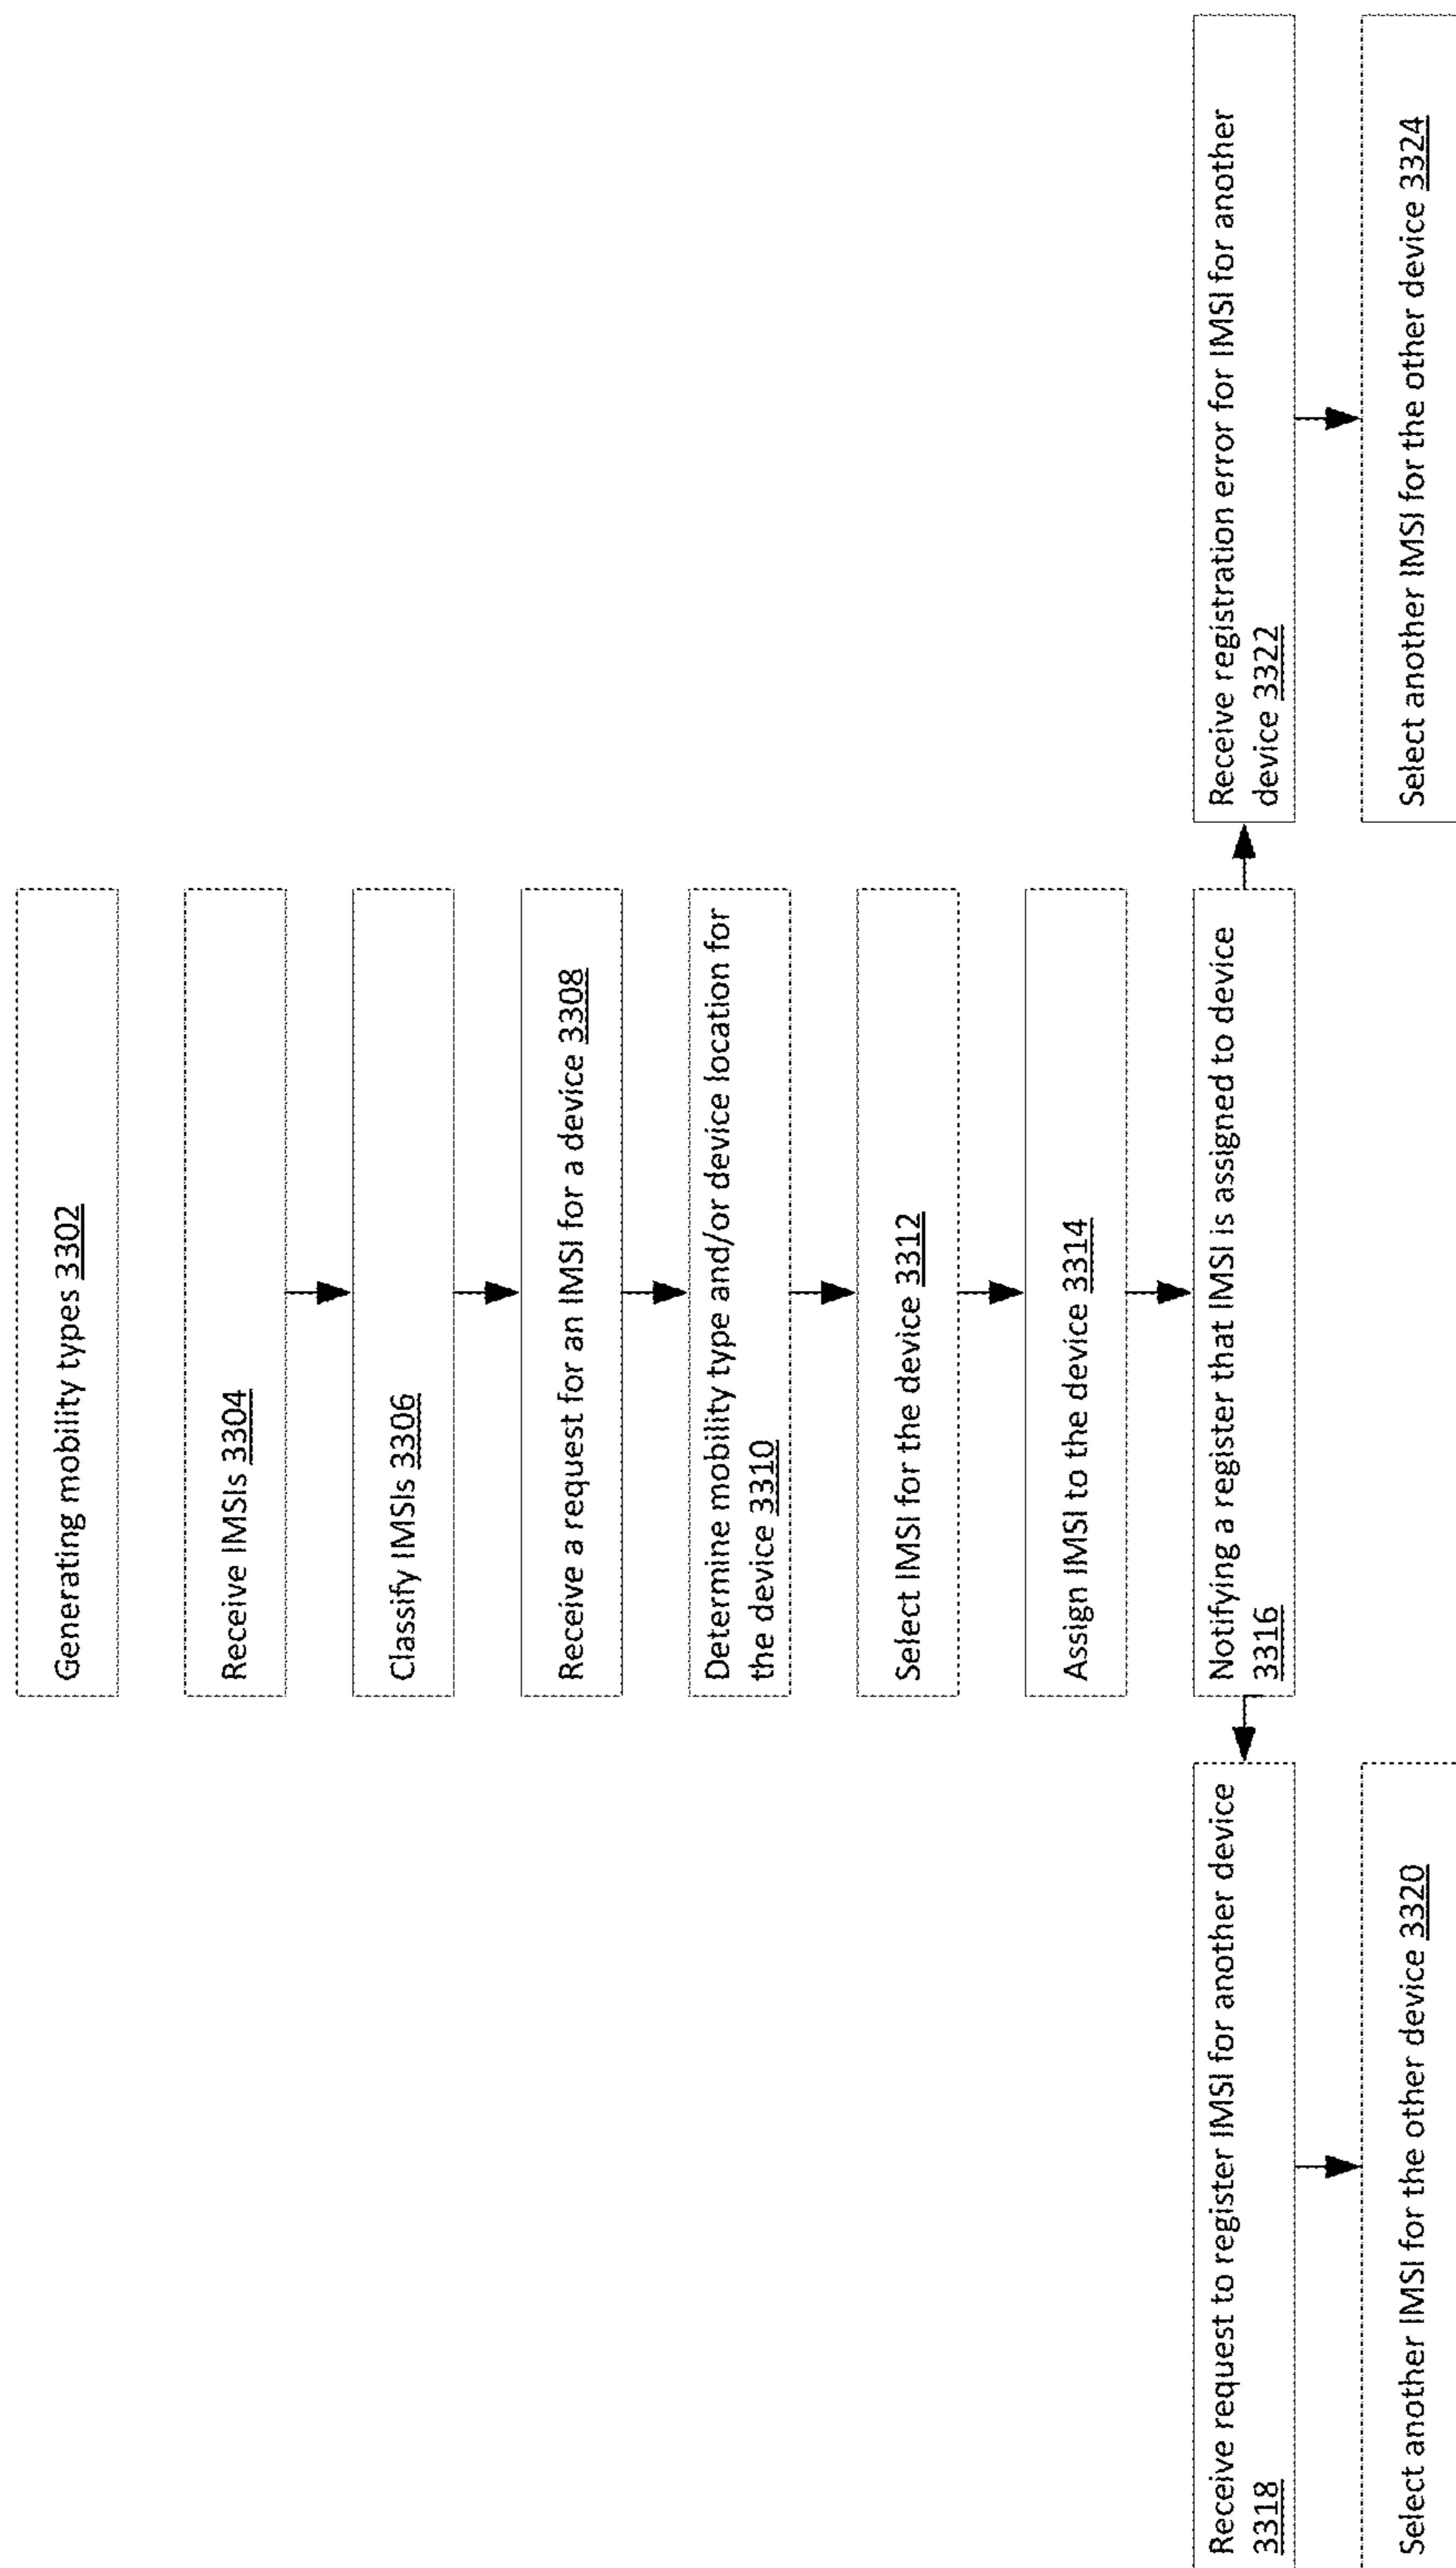 Generating mobility types 3302
Receive IMSIs 3304
Classify IMSIs 3306
Receive a request for an IMSI for a device 3308
Determine mobility type and/or device location for
the device 3310
Select IMSI for the device 3312
Assign IMSI to the device 3314
Notifying a register that IMSI is assigned to device
3316
Receive request to register IMSI for another device
3318
Select another IMSI for the other device 3320
Receive registration error for IMSI for another
device 3322
Select another IMSI for the other device 3324